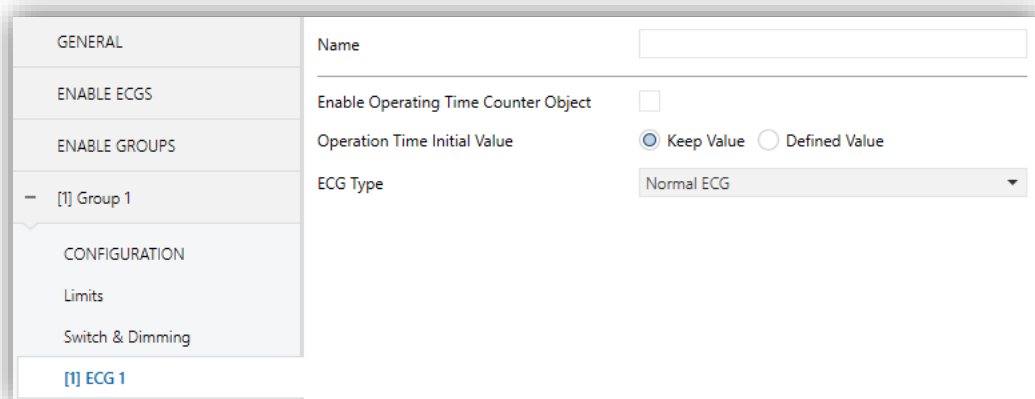 GENERAL
ENABLE ECGS
ENABLE GROUPS
[1] Group 1
CONFIGURATION
Limits
Switch & Dimming
[1] ECG 1
Name
Enable Operating Time Counter Object
Operation Time Initial Value Keep Value Defined Value
ECG Type Normal ECG